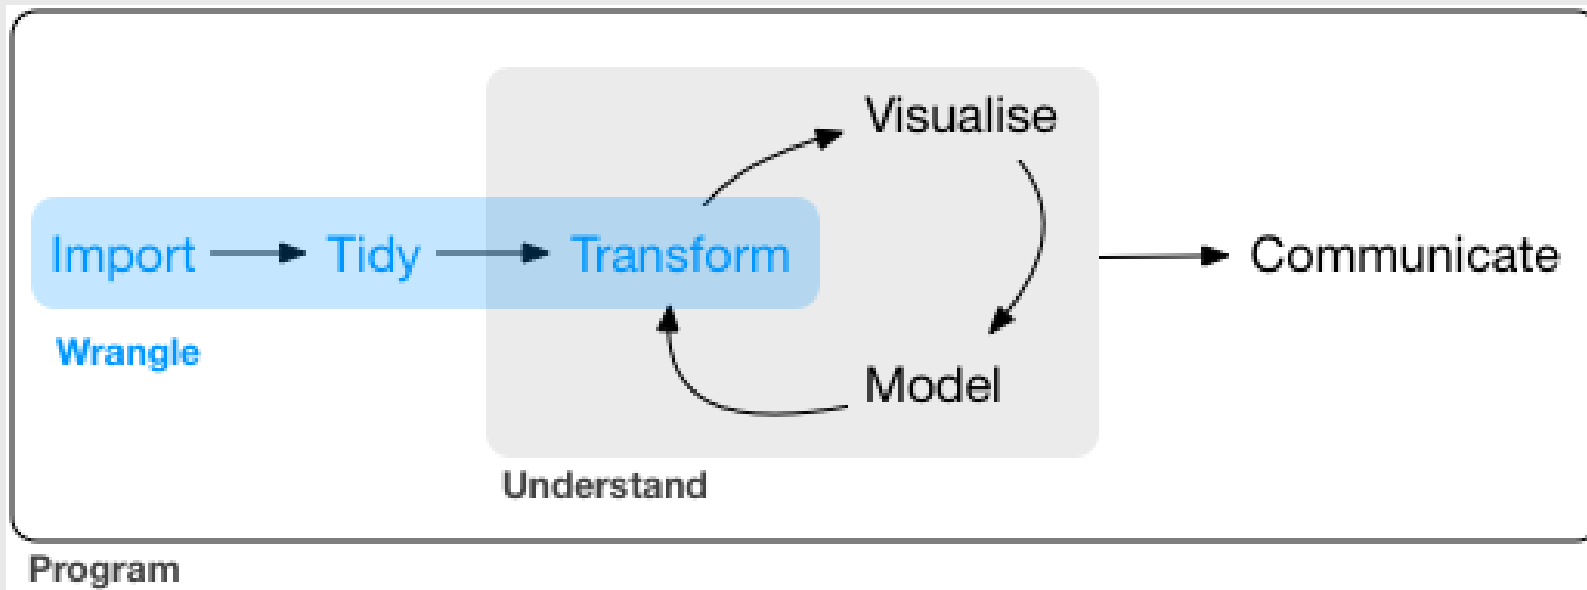 Visualise
Import
Tidy
Transform
Communicate
Wrangle
Model
Understand
Program